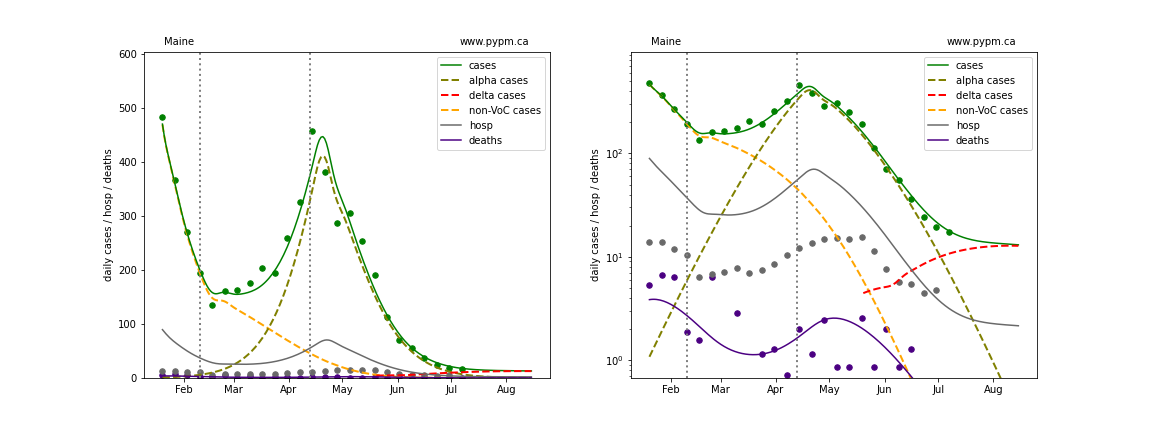 Maine
www.pypm.ca
600
500
400
300
200
100
0
daily cases / hosp / deaths
cases
alpha cases
delta cases
non-VoC cases
hosp
deaths
Feb
Mar
Apr
May
Jun
Jul
Aug
Maine
www.pypm.ca
10²
10¹
10⁰
daily cases / hosp / deaths
cases
alpha cases
delta cases
non-VoC cases
hosp
deaths
Feb
Mar
Apr
May
Jun
Jul
Aug